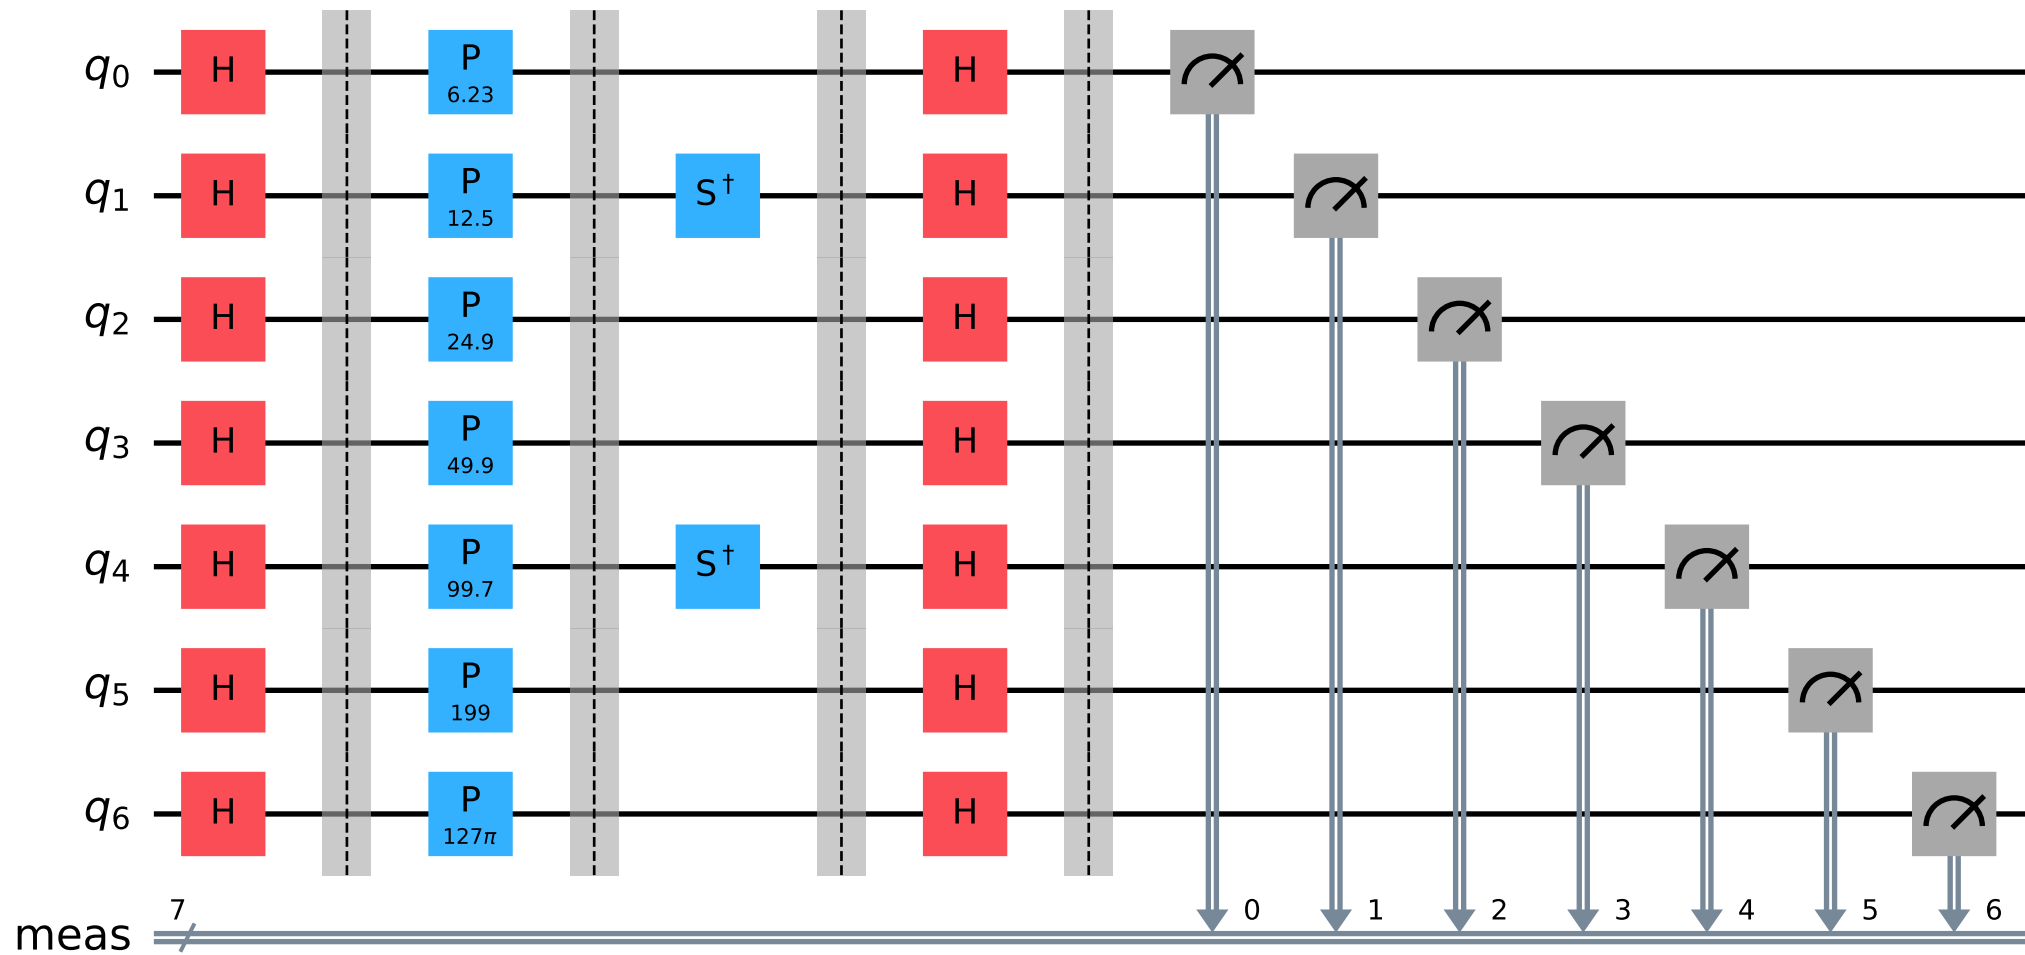 q0 H P 6.23 H
q1 H P 12.5 S† H
q2 H P 24.9 H
q3 H P 49.9 H
q4 H P 99.7 S† H
q5 H P 199 H
q6 H P 127π H
7 0 1 2 3 4 5 6
meas